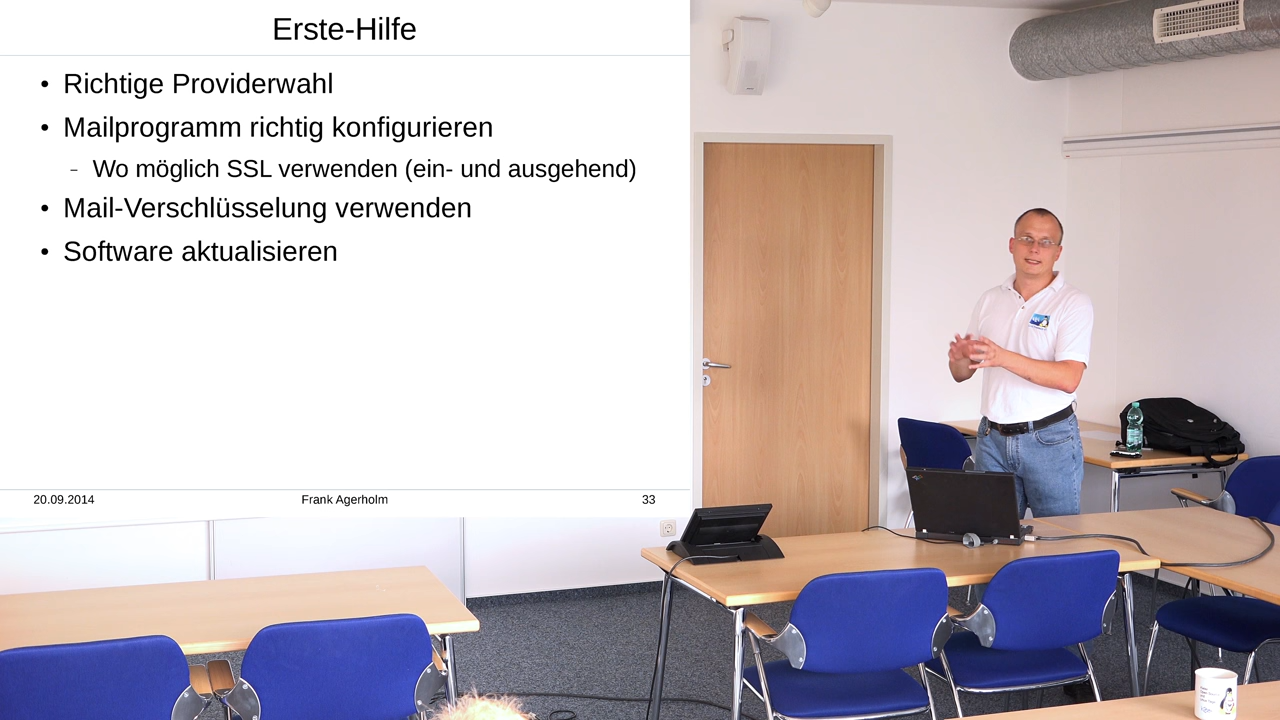 Erste-Hilfe
• Richtige Providerwahl
• Mailprogramm richtig konfigurieren
– Wo möglich SSL verwenden (ein- und ausgehend)
• Mail-Verschlüsselung verwenden
• Software aktualisieren
20.09.2014 Frank Agerholm 33